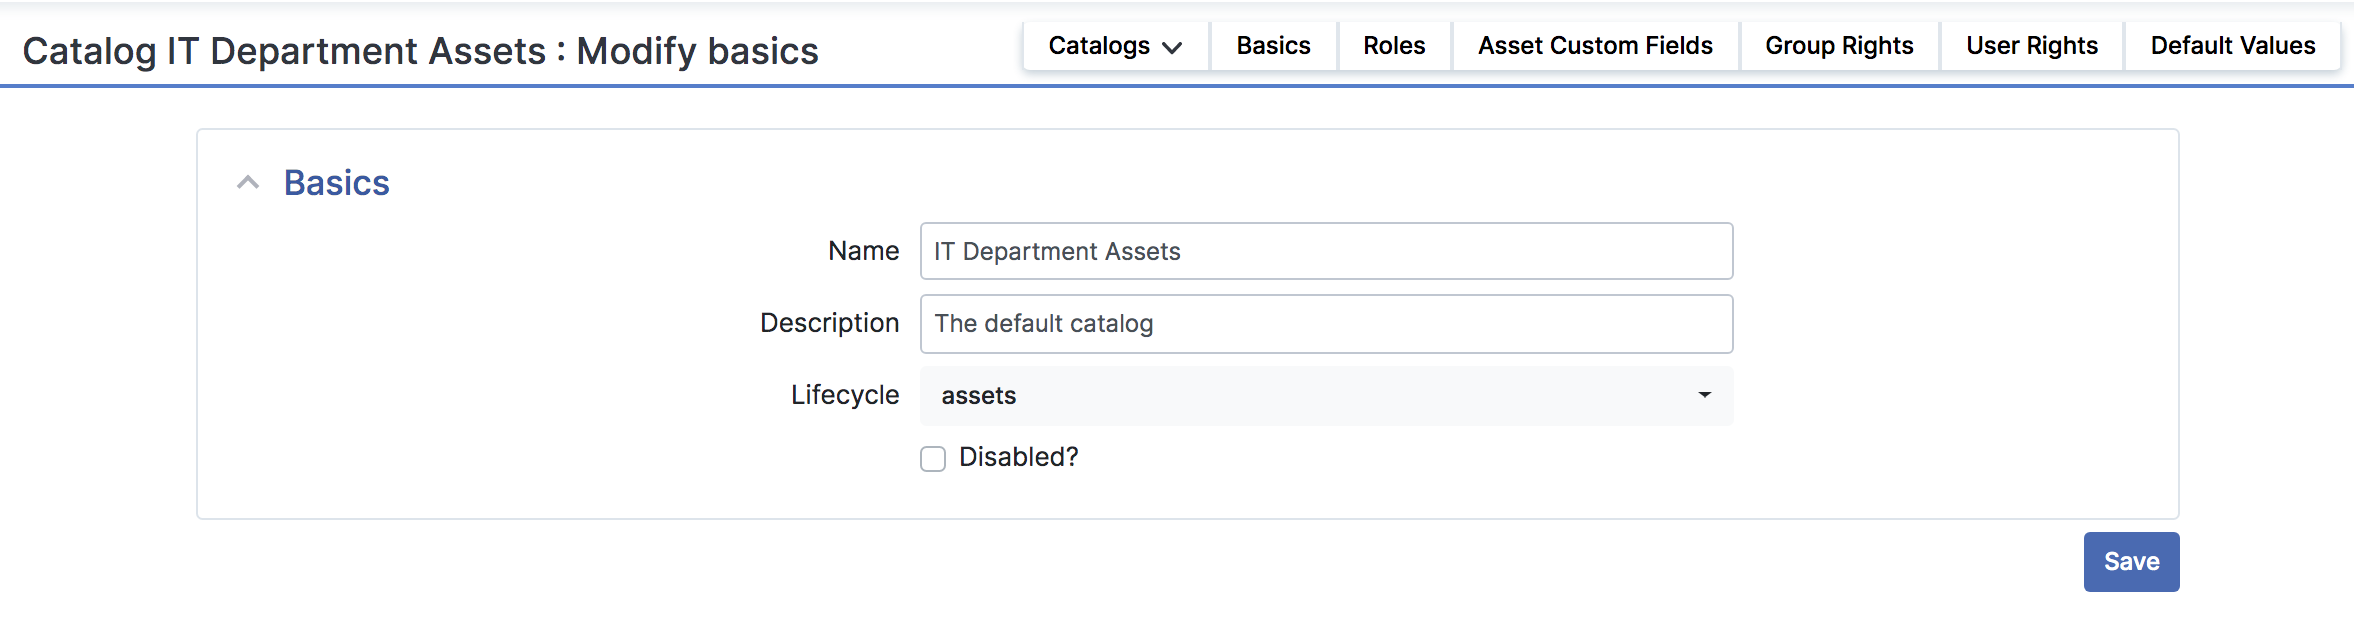 Catalog IT Department Assets : Modify basics
Catalogs Basics Roles Asset Custom Fields Group Rights User Rights Default Values
Basics
Name IT Department Assets
Description The default catalog
Lifecycle assets
Disabled?
Save